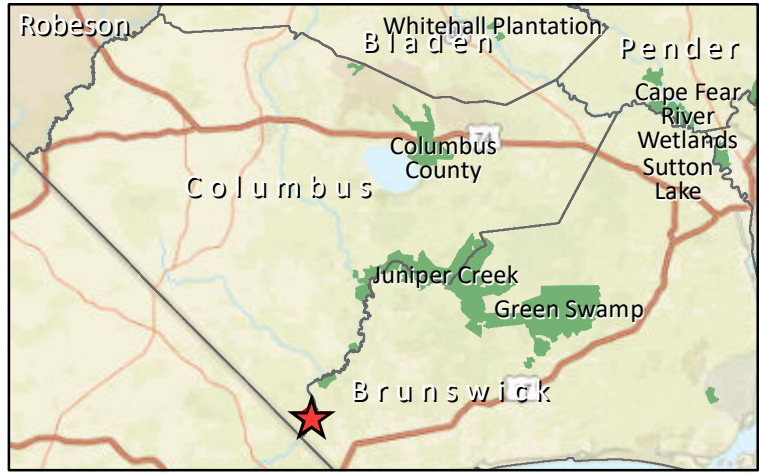 Robeson
Whitehall Plantation
Bladen
Pender
Cape Fear
River
Wetlands
74
Columbus
County
Sutton
Lake
Columbus
Juniper Creek
Green Swamp
Brunswick